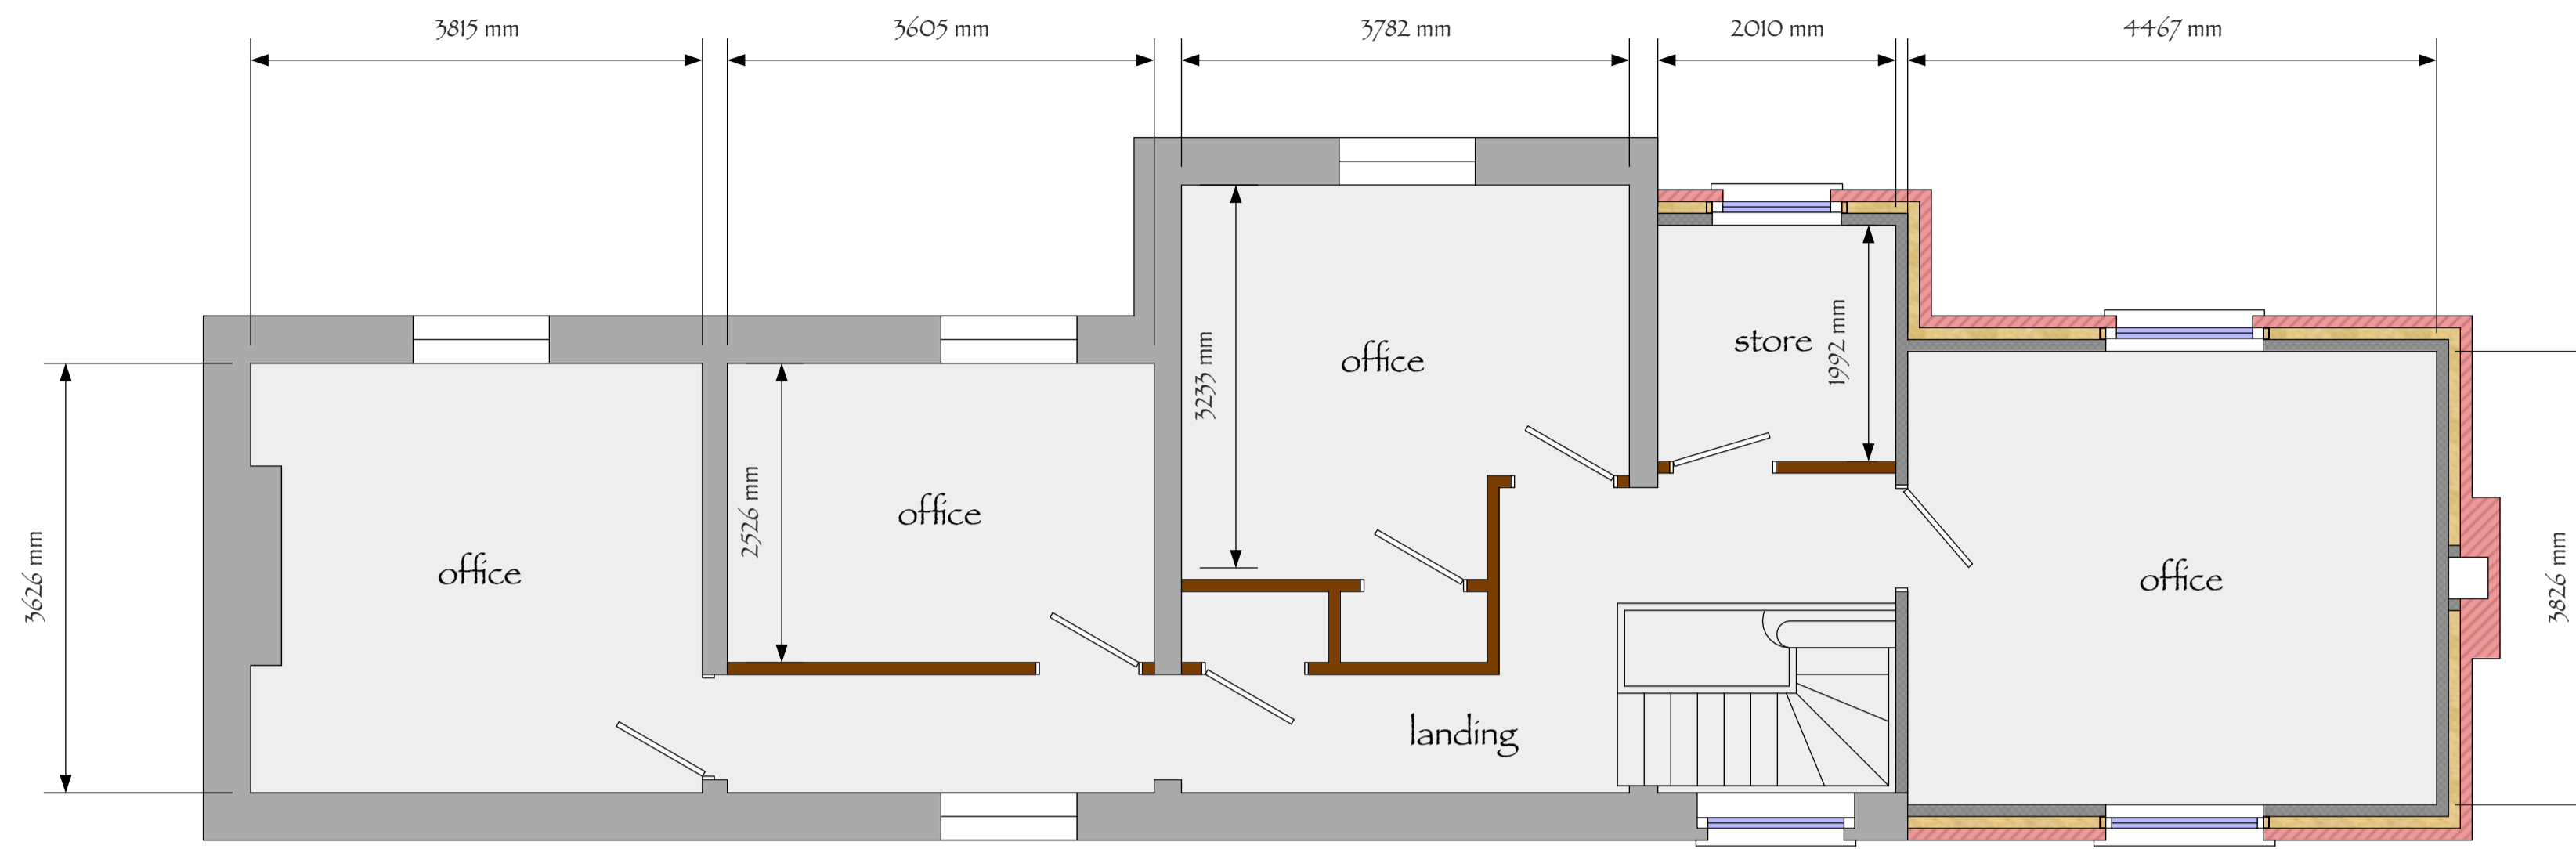 3815 mm
3605 mm
3782 mm
2010 mm
4467 mm
3626 mm
office
2526 mm
office
3233 mm
office
store
1992 mm
office
3826 mm
landing